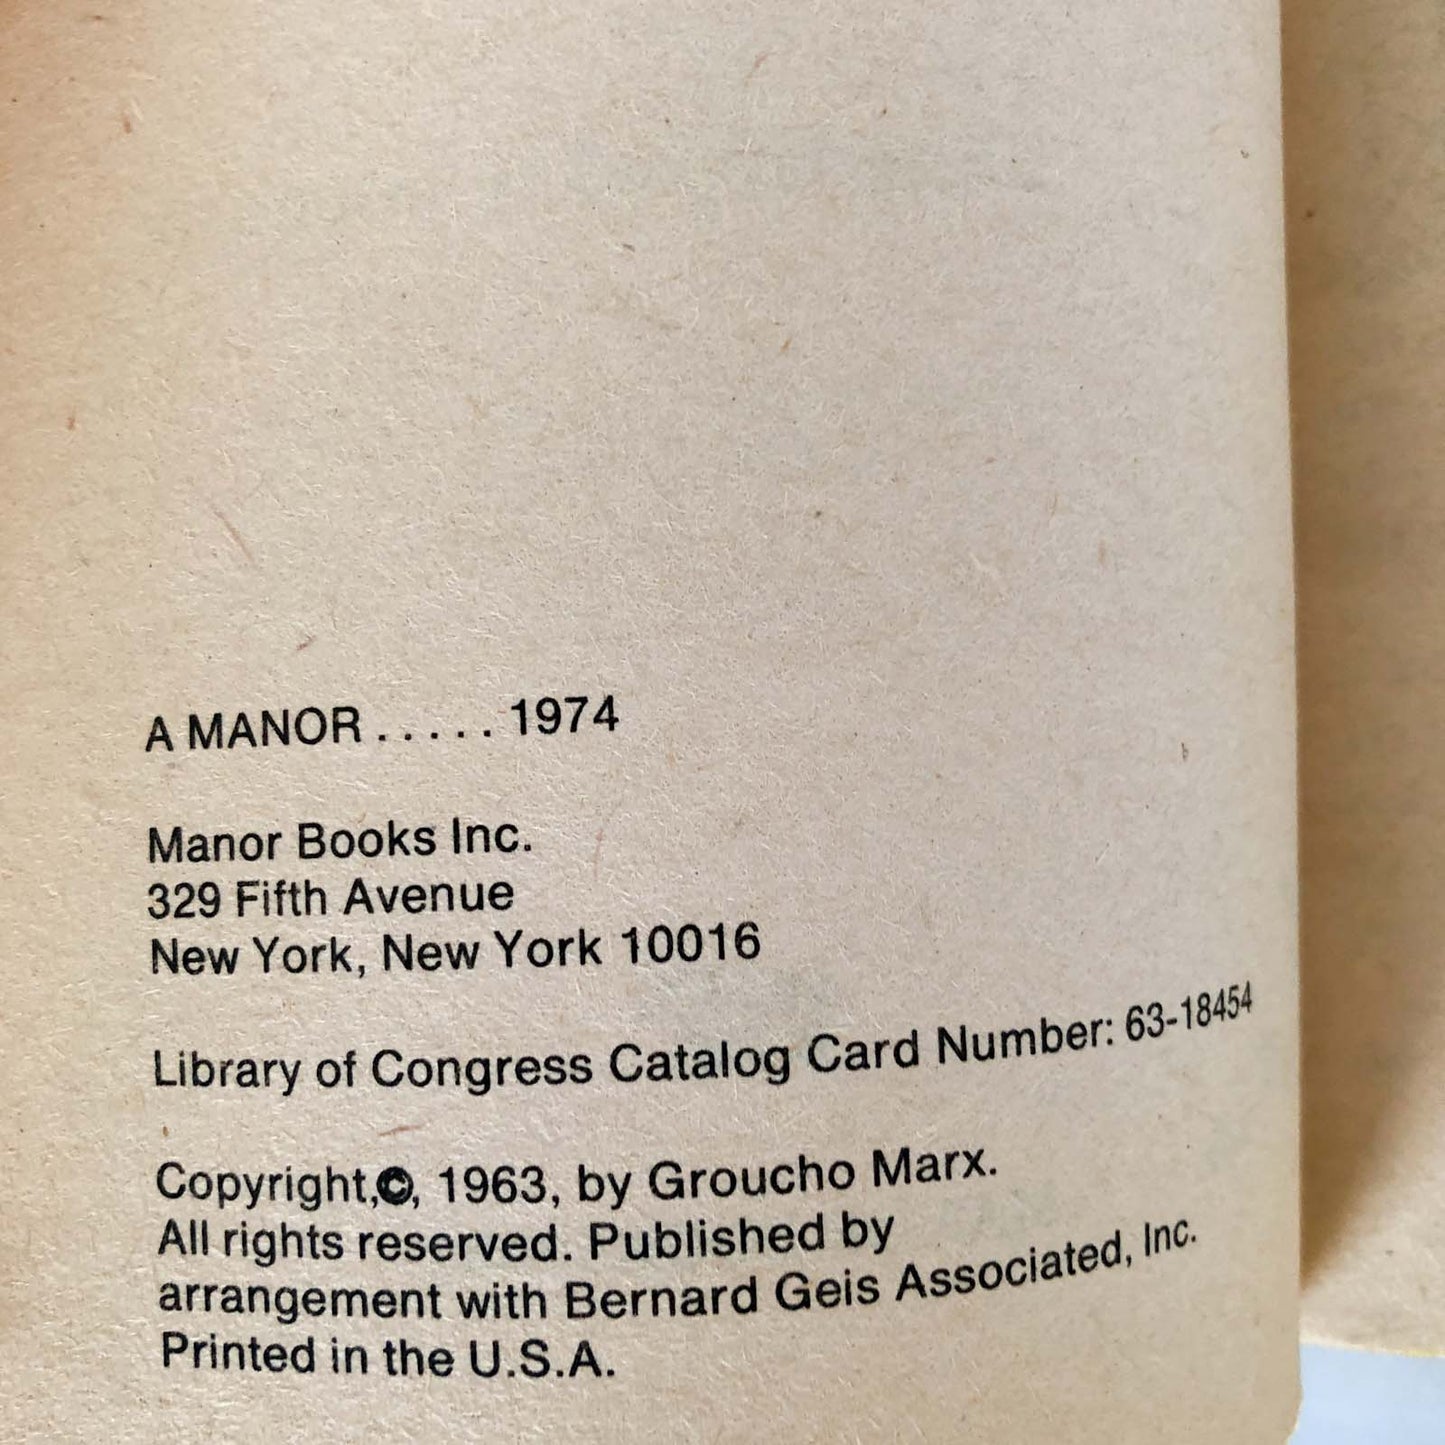 A MANOR ..... 1974
Manor Books Inc.
329 Fifth Avenue
New York, New York 10016
Library of Congress Catalog Card Number: 63-18454
Copyright,©, 1963, by Groucho Marx.
All rights reserved. Published by
arrangement with Bernard Geis Associated, Inc.
Printed in the U.S.A.